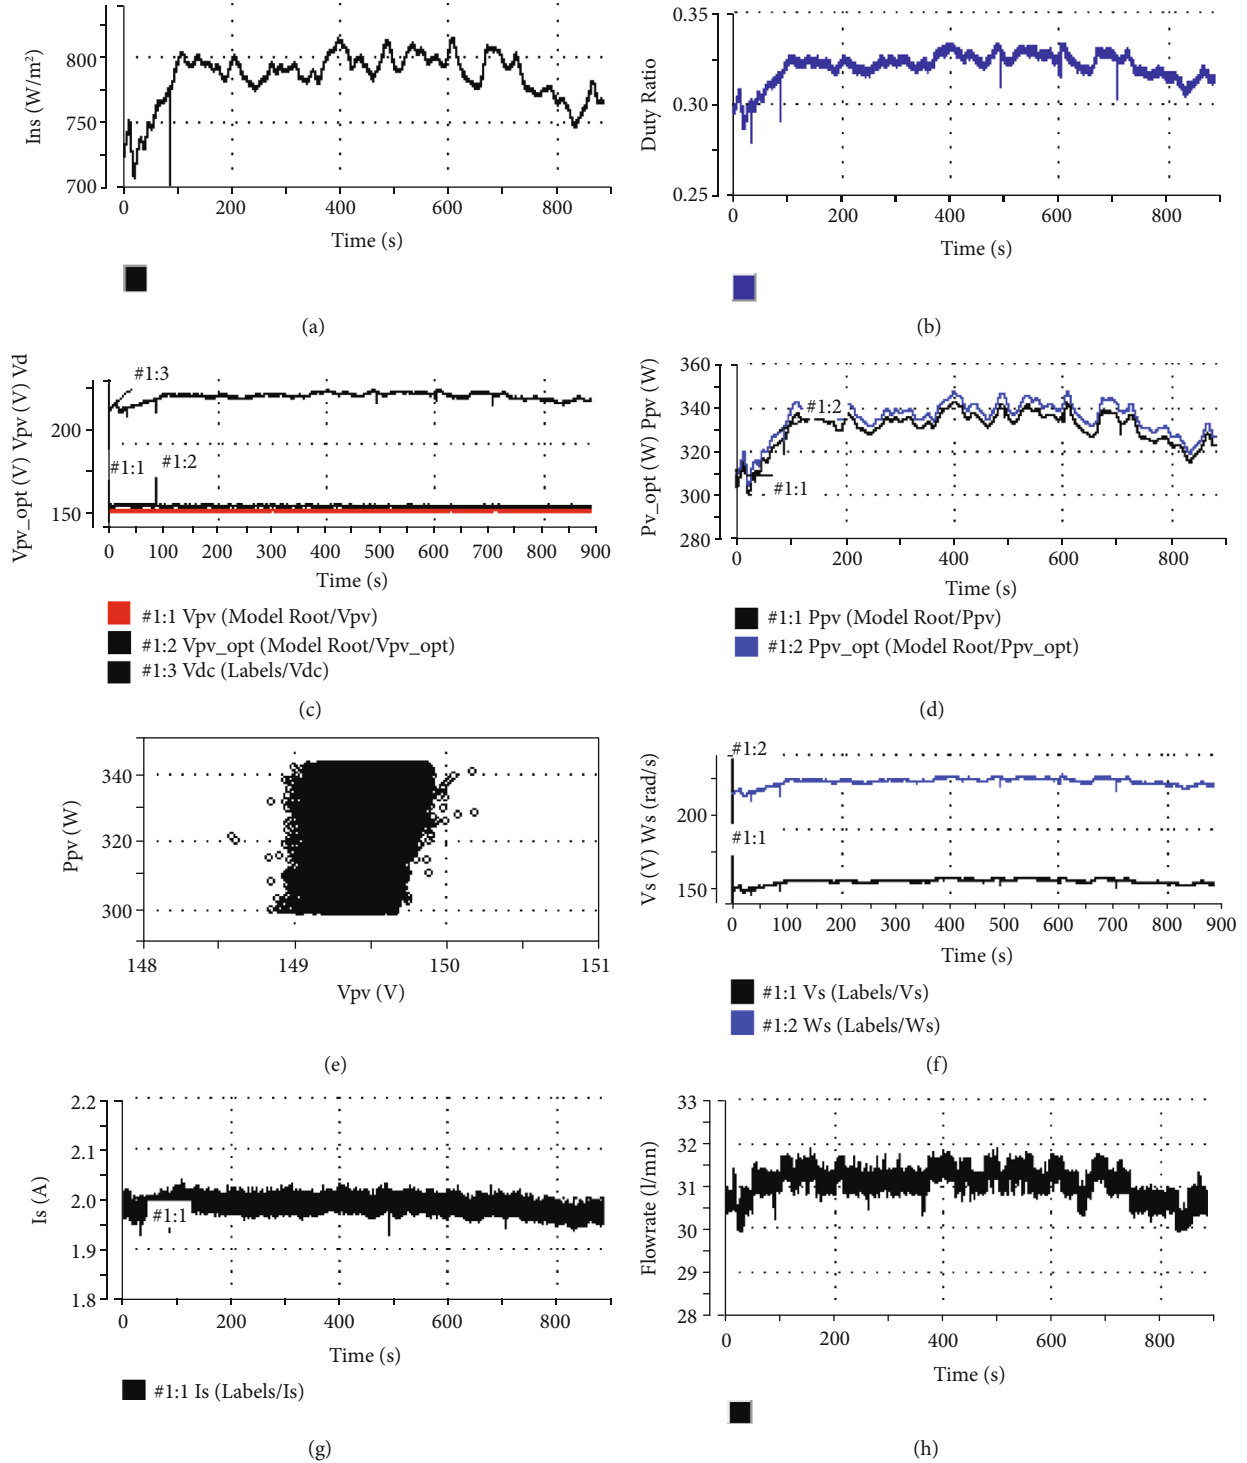 Ins (W/m²)
800
750
700
0 200 400 600 800
Time (s)
(a)
Duty Ratio
0.35
0.30
0.25
0 200 400 600 800
Time (s)
(b)
Vpv_opt (V) Vpv (V) Vd
200
150
#1:3
#1:1
#1:2
0 100 200 300 400 500 600 700 800 900
Time (s)
#1:1 Vpv (Model Root/Vpv)
#1:2 Vpv_opt (Model Root/Vpv_opt)
#1:3 Vdc (Labels/Vdc)
(c)
Pv_opt (W) Ppv (W)
360
340
320
300
280
#1:2
#1:1
0 200 400 600 800
Time (s)
#1:1 Ppv (Model Root/Ppv)
#1:2 Ppv_opt (Model Root/Ppv_opt)
(d)
Ppv (W)
340
320
300
148 149 150 151
Vpv (V)
(e)
Vs (V) Ws (rad/s)
200
150
#1:2
#1:1
0 100 200 300 400 500 600 700 800 900
Time (s)
#1:1 Vs (Labels/Vs)
#1:2 Ws (Labels/Ws)
(f)
Is (A)
2.2
2.1
2.0
1.9
1.8
#1:1
0 200 400 600 800
Time (s)
#1:1 Is (Labels/Is)
(g)
Flowrate (l/mn)
33
32
31
30
29
28
0 200 400 600 800
Time (s)
(h)